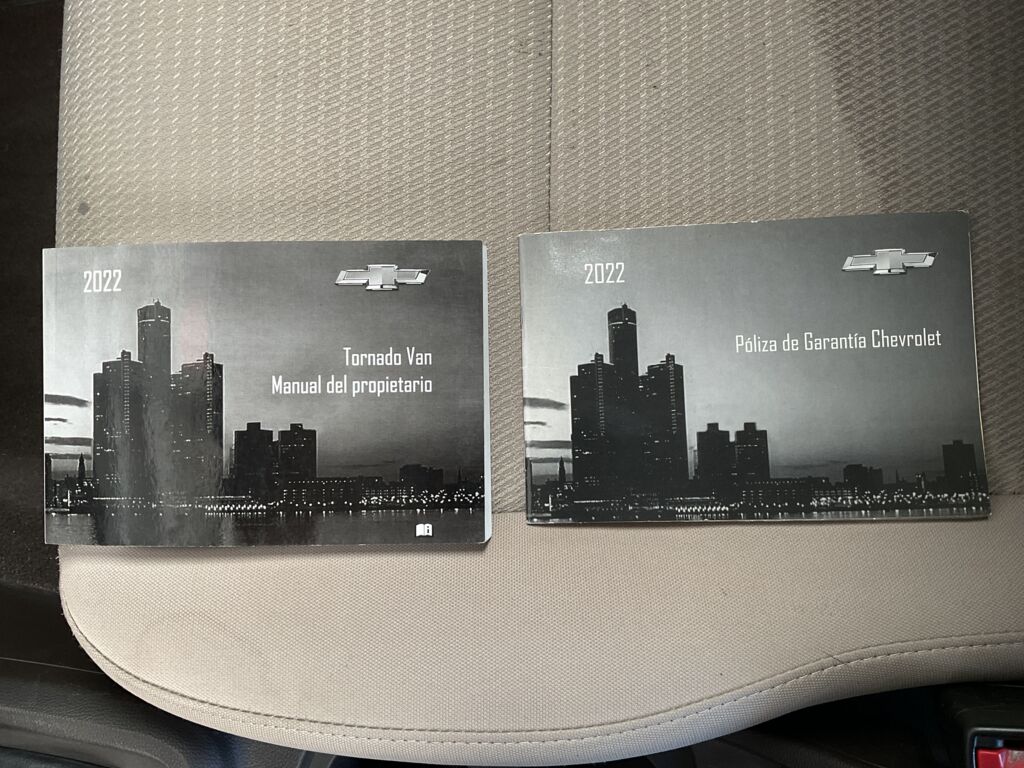 2022
Tornado Van
Manual del propietario
2022
Póliza de Garantía Chevrolet